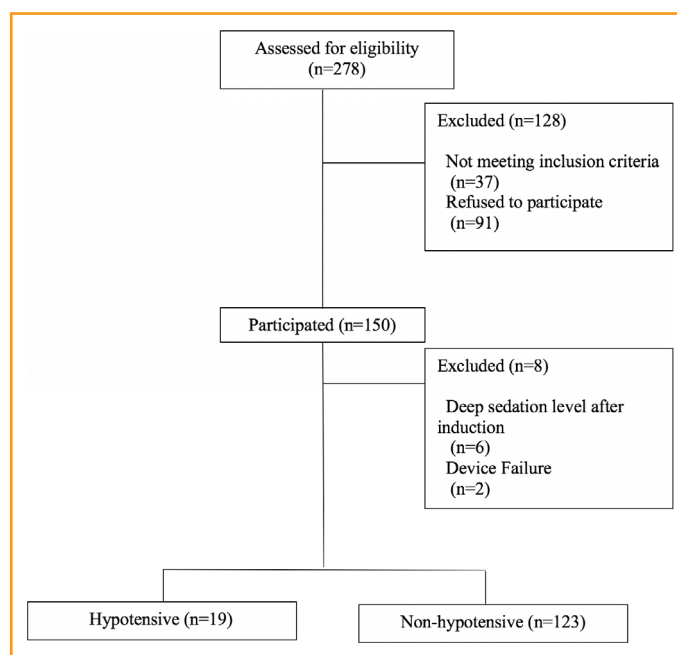 Assessed for eligibility
(n=278)
Excluded (n=128)
Not meeting inclusion criteria
(n=37)
Refused to participate
(n=91)
Participated (n=150)
Excluded (n=8)
Deep sedation level after
induction
(n=6)
Device Failure
(n=2)
Hypotensive (n=19)
Non-hypotensive (n=123)